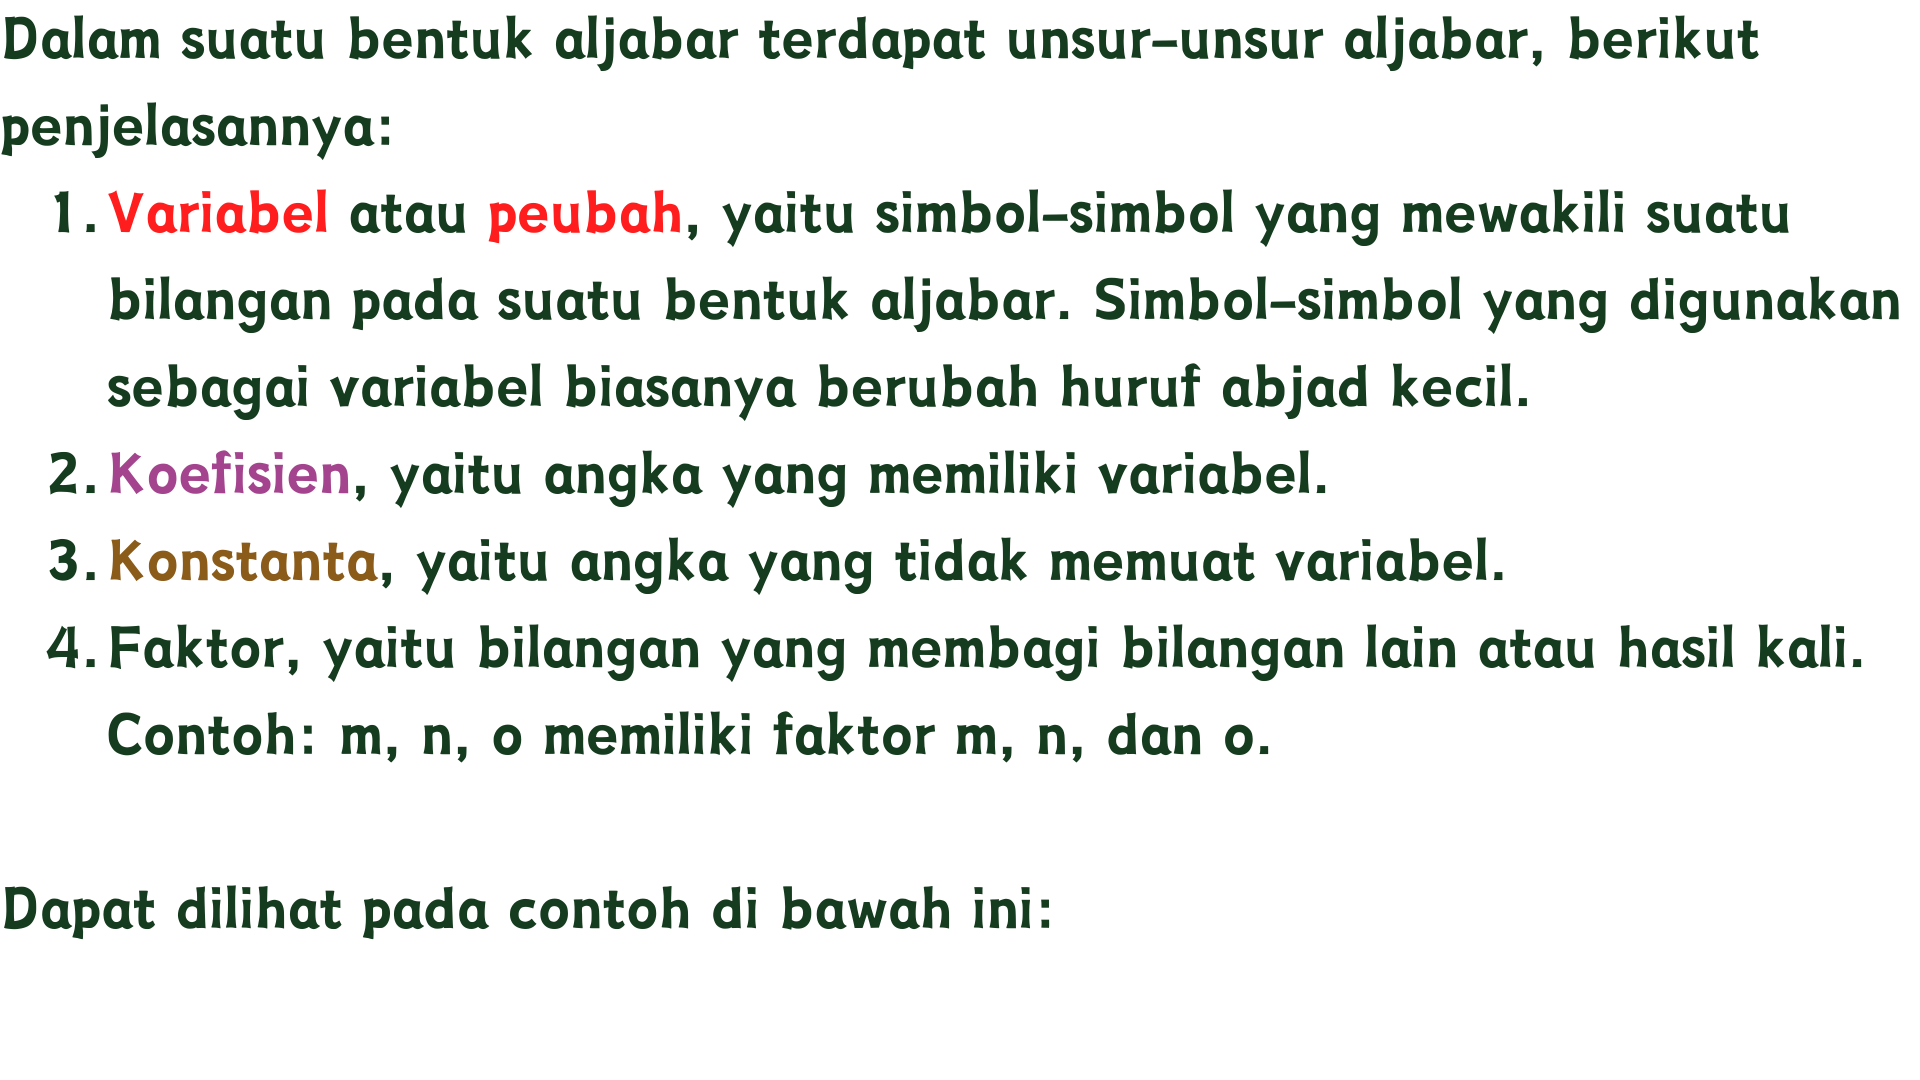 Dalam suatu bentuk aljabar terdapat unsur-unsur aljabar, berikut
penjelasannya:
1. Variabel atau peubah, yaitu simbol-simbol yang mewakili suatu
bilangan pada suatu bentuk aljabar. Simbol-simbol yang digunakan
sebagai variabel biasanya berubah huruf abjad kecil.
2. Koefisien, yaitu angka yang memiliki variabel.
3. Konstanta, yaitu angka yang tidak memuat variabel.
4. Faktor, yaitu bilangan yang membagi bilangan lain atau hasil kali.
Contoh: m, n, o memiliki faktor m, n, dan o.
Dapat dilihat pada contoh di bawah ini: